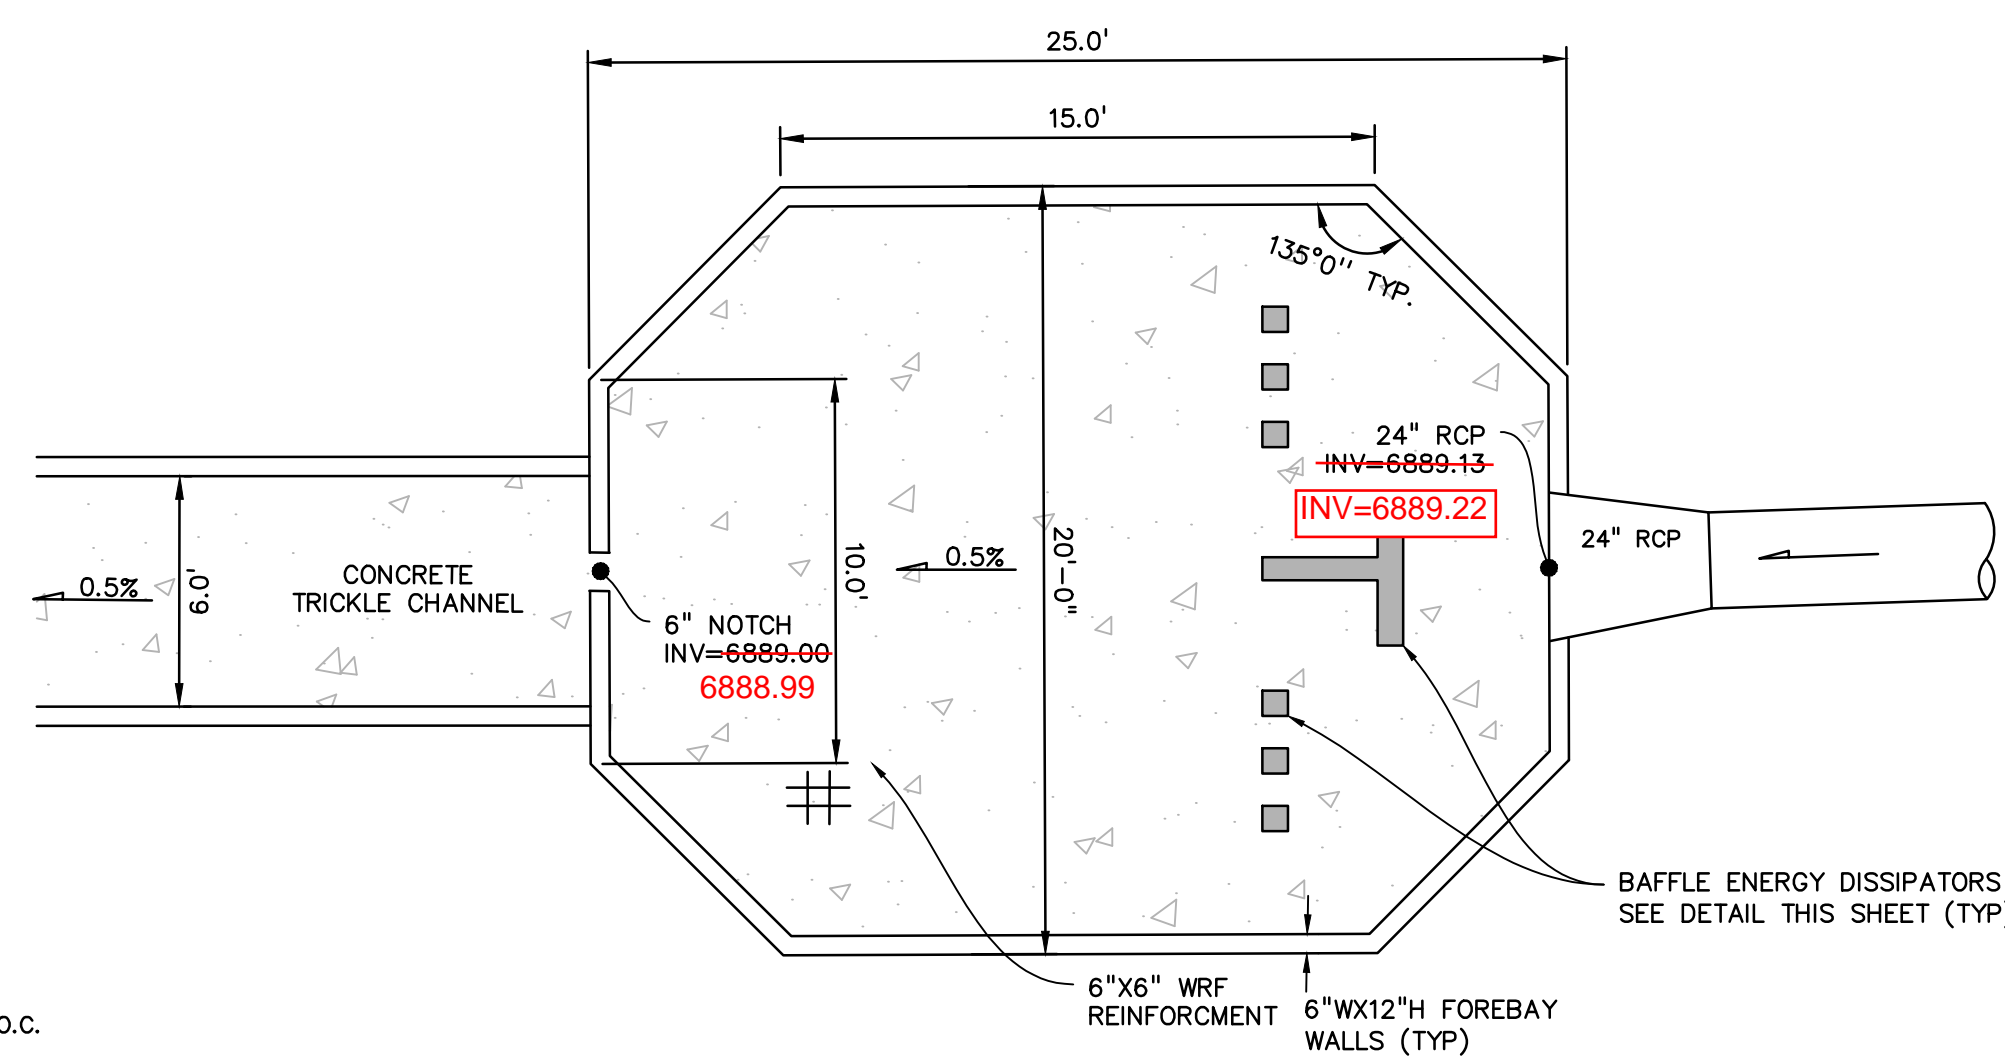 25.0'
15.0'
135°0" TYP.
24" RCP
INV=6889.13
INV=6889.22
24" RCP
0.5%
20'-0"
10.0'
CONCRETE
TRICKLE CHANNEL
0.5%
6.0'
6" NOTCH
INV=6889.00
6888.99
BAFFLE ENERGY DISSIPATORS
SEE DETAIL THIS SHEET (TYP)
6"X6" WRF
REINFORCMENT
6"WX12"H FOREBAY
WALLS (TYP)
O.C.